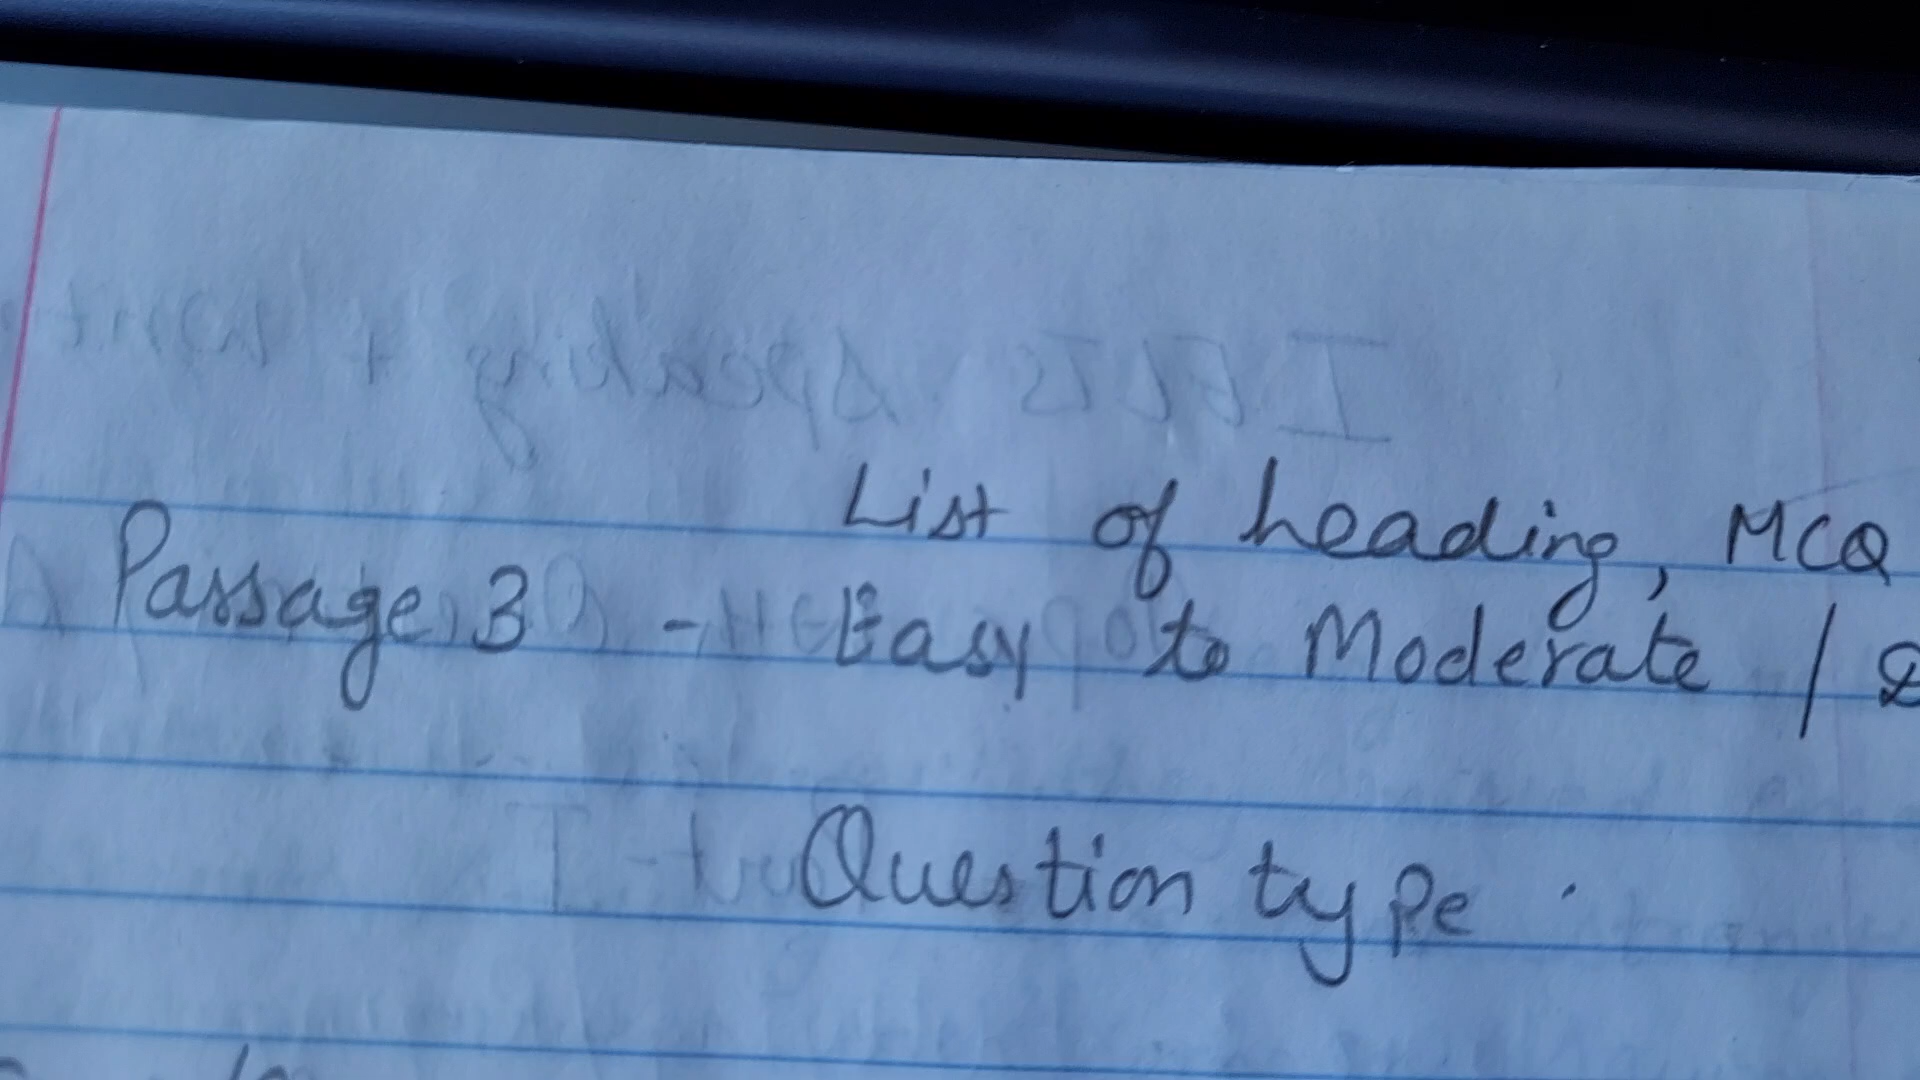 List of heading, MCQ
Passage 3 - Easy to Moderate /
Question type